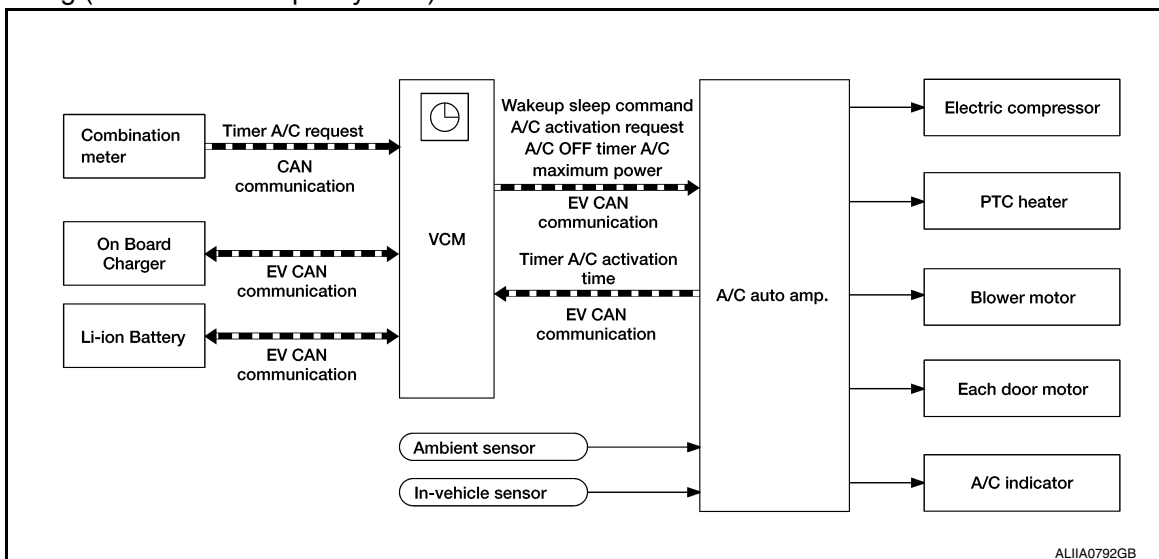 Combination
meter
Timer A/C request
CAN
communication
On Board
Charger
EV CAN
communication
Li-ion Battery
EV CAN
communication
VCM
Wakeup sleep command
A/C activation request
A/C OFF timer A/C
maximum power
EV CAN
communication
Timer A/C activation
time
EV CAN
communication
Ambient sensor
In-vehicle sensor
A/C auto amp.
Electric compressor
PTC heater
Blower motor
Each door motor
A/C indicator
ALIIA0792GB